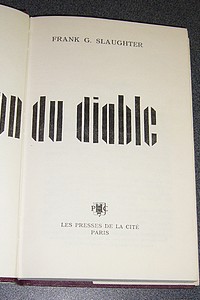 FRANK G. SLAUGHTER
on du diable
LES PRESSES DE LA CITÉ
PARIS